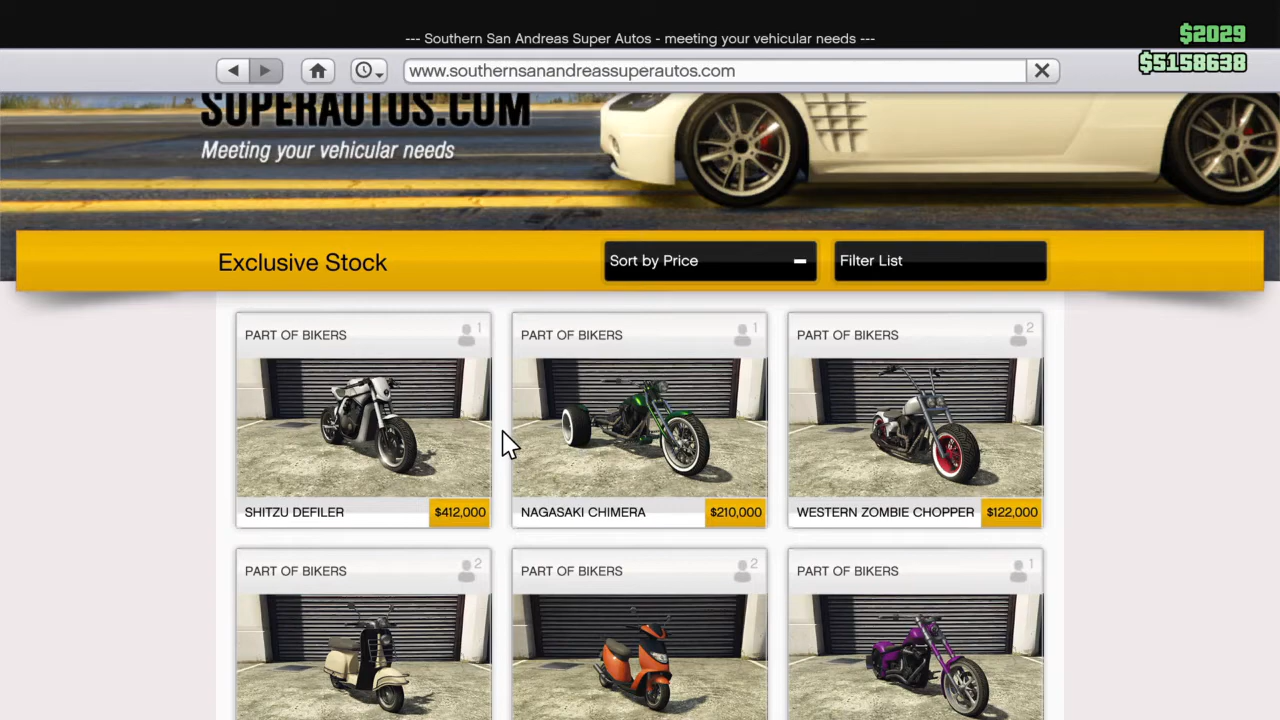 --- Southern San Andreas Super Autos - meeting your vehicular needs ---
$2029
$5158638
www.southernsanandreassuperautos.com
SUPERAUTOS.COM
Meeting your vehicular needs
Exclusive Stock
Sort by Price
Filter List
PART OF BIKERS 1
PART OF BIKERS 1
PART OF BIKERS 2
SHITZU DEFILER $412,000
NAGASAKI CHIMERA $210,000
WESTERN ZOMBIE CHOPPER $122,000
PART OF BIKERS 2
PART OF BIKERS 2
PART OF BIKERS 1